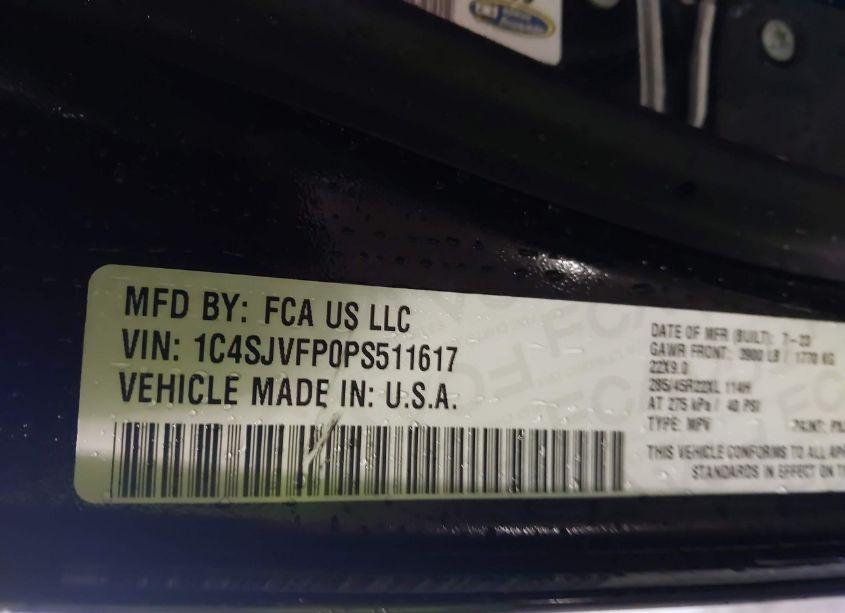 MFD BY: FCA US LLC
VIN: 1C4SJVFP0PS511617
VEHICLE MADE IN: U.S.A.
DATE OF MFR (BUILT): 7-23
GAWR FRONT: 3900 LB / 1770 KG
22X9.0
285/45R22XL 114H
AT 275 kPa / 40 PSI
TYPE: MPV PAINT:
THIS VEHICLE CONFORMS TO ALL
STANDARDS IN EFFECT ON